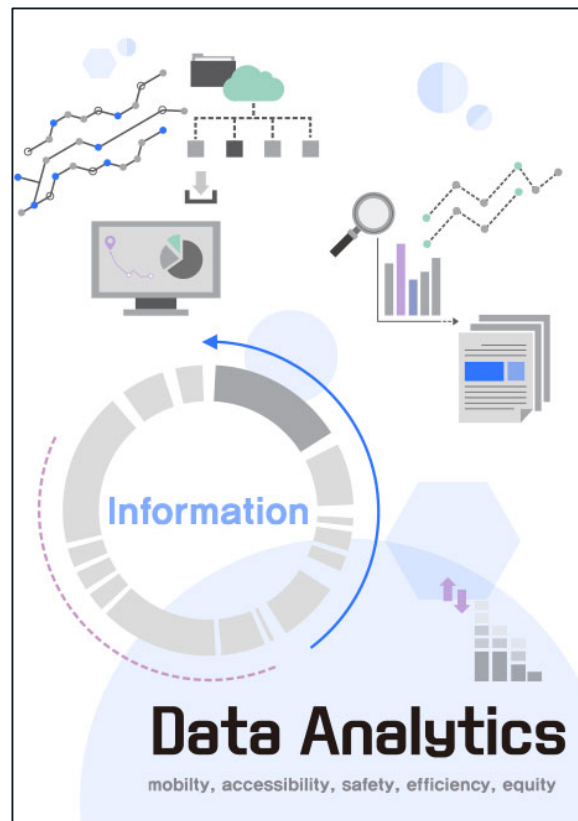 Information
Data Analytics
mobilty, accessibility, safety, efficiency, equity